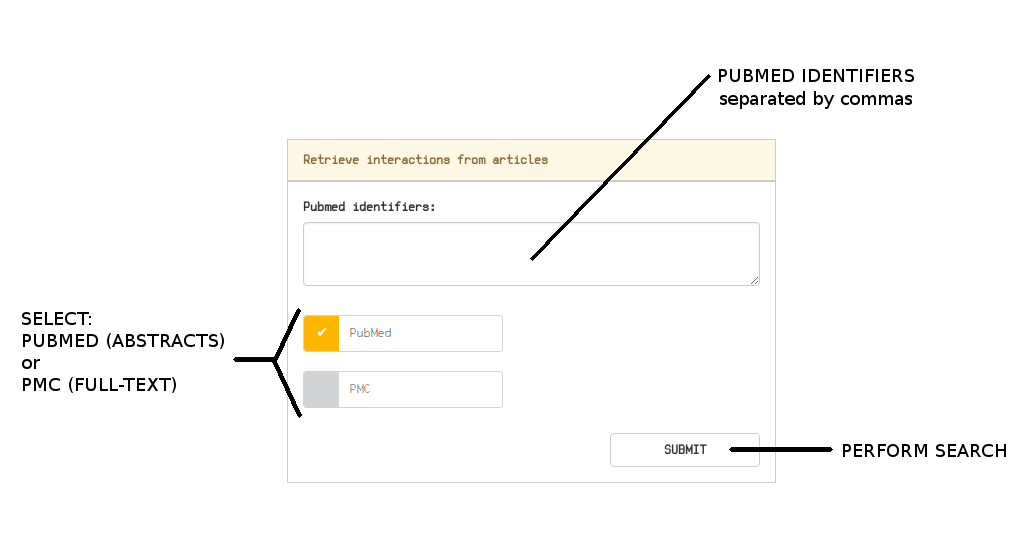 PUBMED IDENTIFIERS
separated by commas
Retrieve interactions from articles
Pubmed identifiers:
SELECT:
PUBMED (ABSTRACTS)
or
PMC (FULL-TEXT)
PubMed
PMC
SUBMIT
PERFORM SEARCH